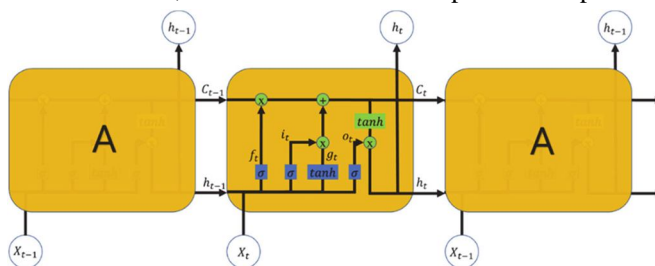 h_{t-1} h_t h_{t-1}
C_{t-1} C_t
x + tanh
A f_t i_t x g_t o_t x A
σ σ tanh σ
h_{t-1} h_t
X_{t-1} X_t X_{t-1}